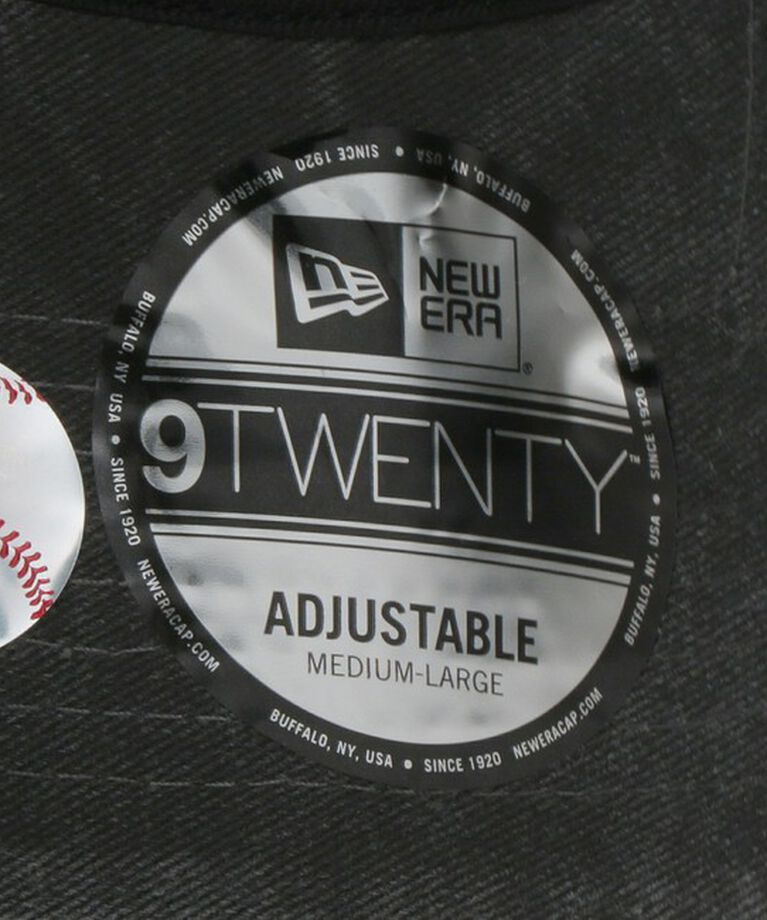 BUFFALO, NY, USA • SINCE 1920 NEWERACAP.COM
BUFFALO, NY, USA • SINCE 1920 NEWERACAP.COM
n
NEW
ERA
®
9TWENTY™
ADJUSTABLE
MEDIUM-LARGE
BUFFALO, NY USA • SINCE 1920 NEWERACAP.COM
BUFFALO, NY, USA • SINCE 1920 NEWERACAP.COM